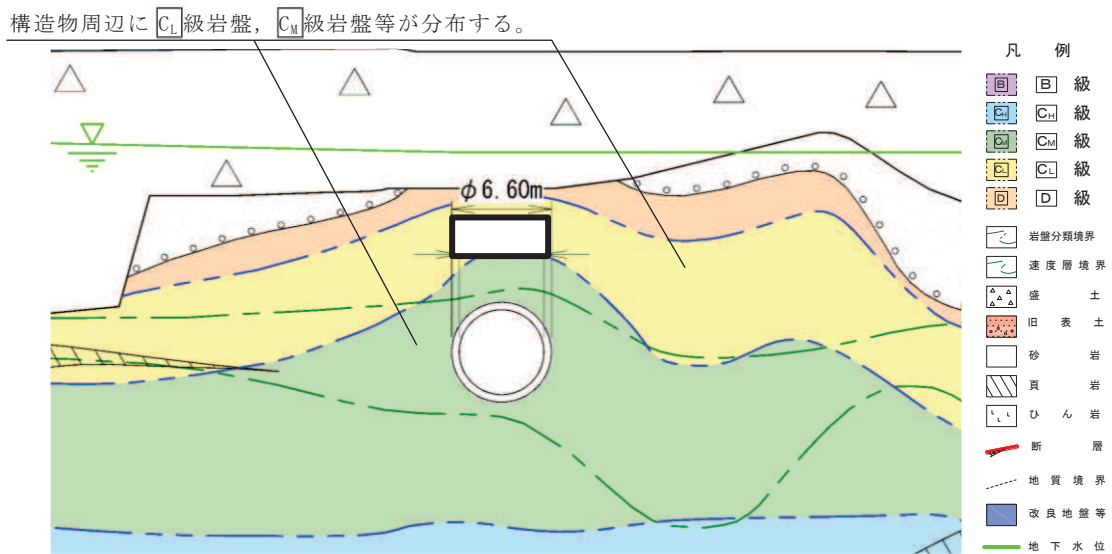 構造物周辺に CL級岩盤，CM級岩盤等が分布する。
φ6.60m
凡 例
B B 級
CH CH 級
CM CM 級
CL CL 級
D D 級
岩盤分類境界
速度層境界
盛 土
旧 表 土
砂 岩
頁 岩
ひ ん 岩
断 層
地 質 境 界
改 良 地 盤 等
地 下 水 位